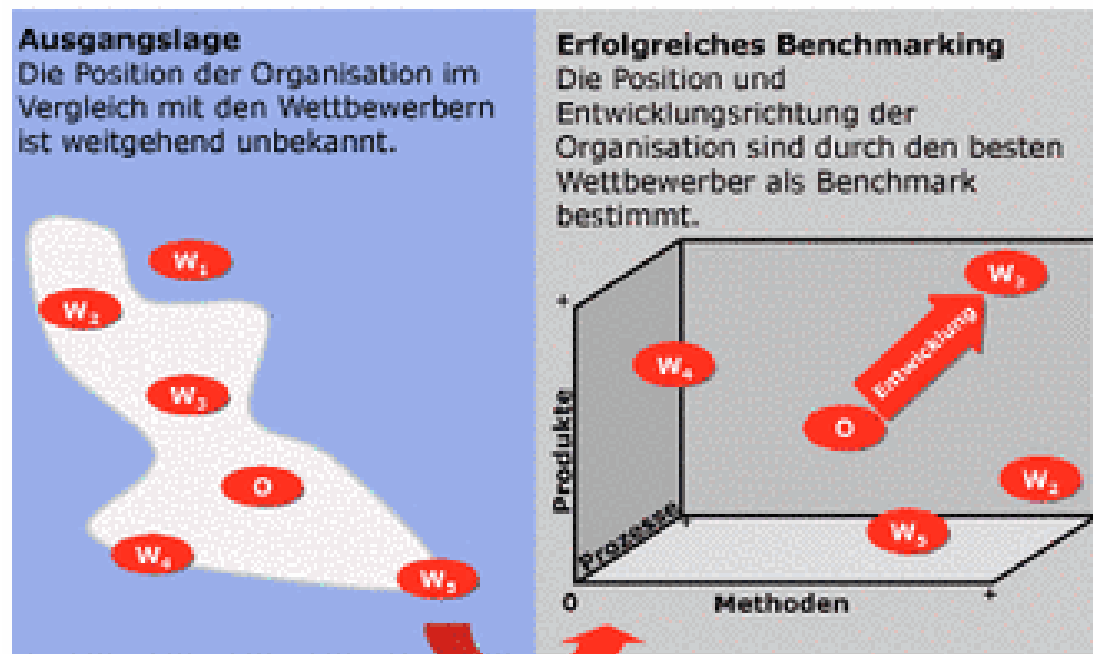 Ausgangslage
Die Position der Organisation im
Vergleich mit den Wettbewerbern
ist weitgehend unbekannt.
W₁
W₂
W₃
O
W₄
W₅
Erfolgreiches Benchmarking
Die Position und
Entwicklungsrichtung der
Organisation sind durch den besten
Wettbewerber als Benchmark
bestimmt.
W₃
+
W₄
Entwicklung
O
Produkte
W₂
Prozesse
+
W₅
0
Methoden
+